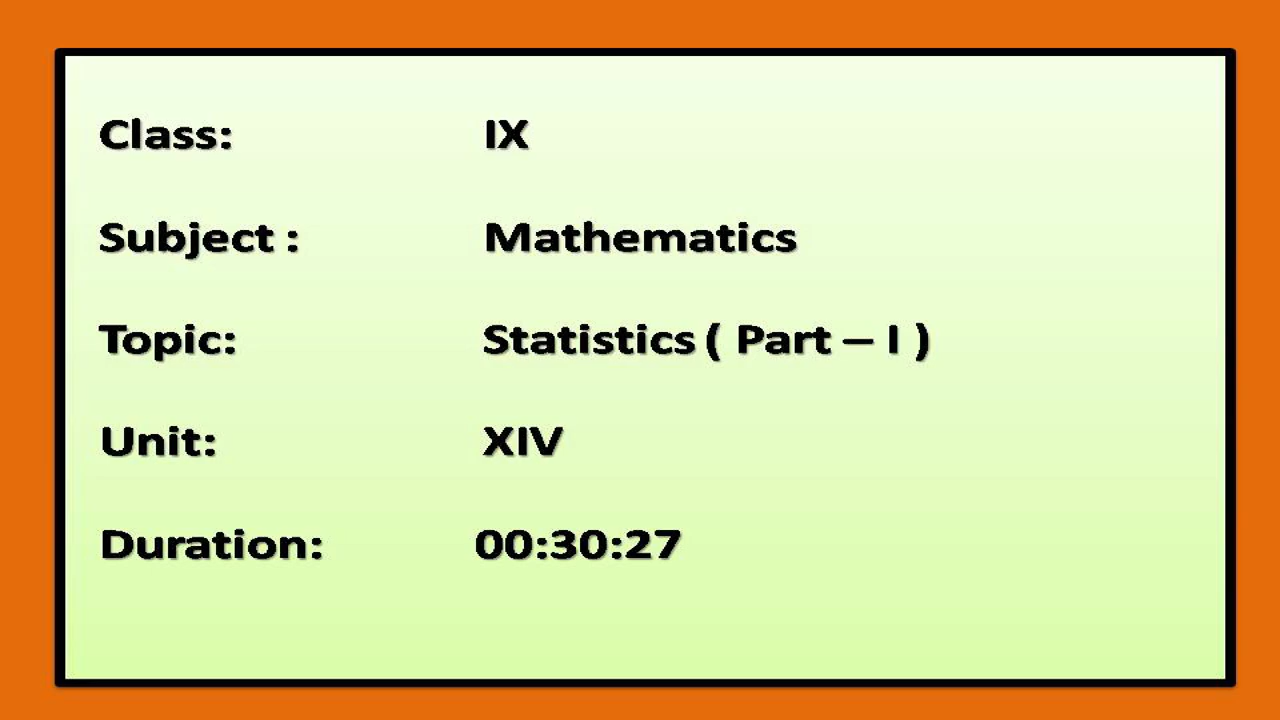 Class: IX
Subject : Mathematics
Topic: Statistics ( Part – I )
Unit: XIV
Duration: 00:30:27